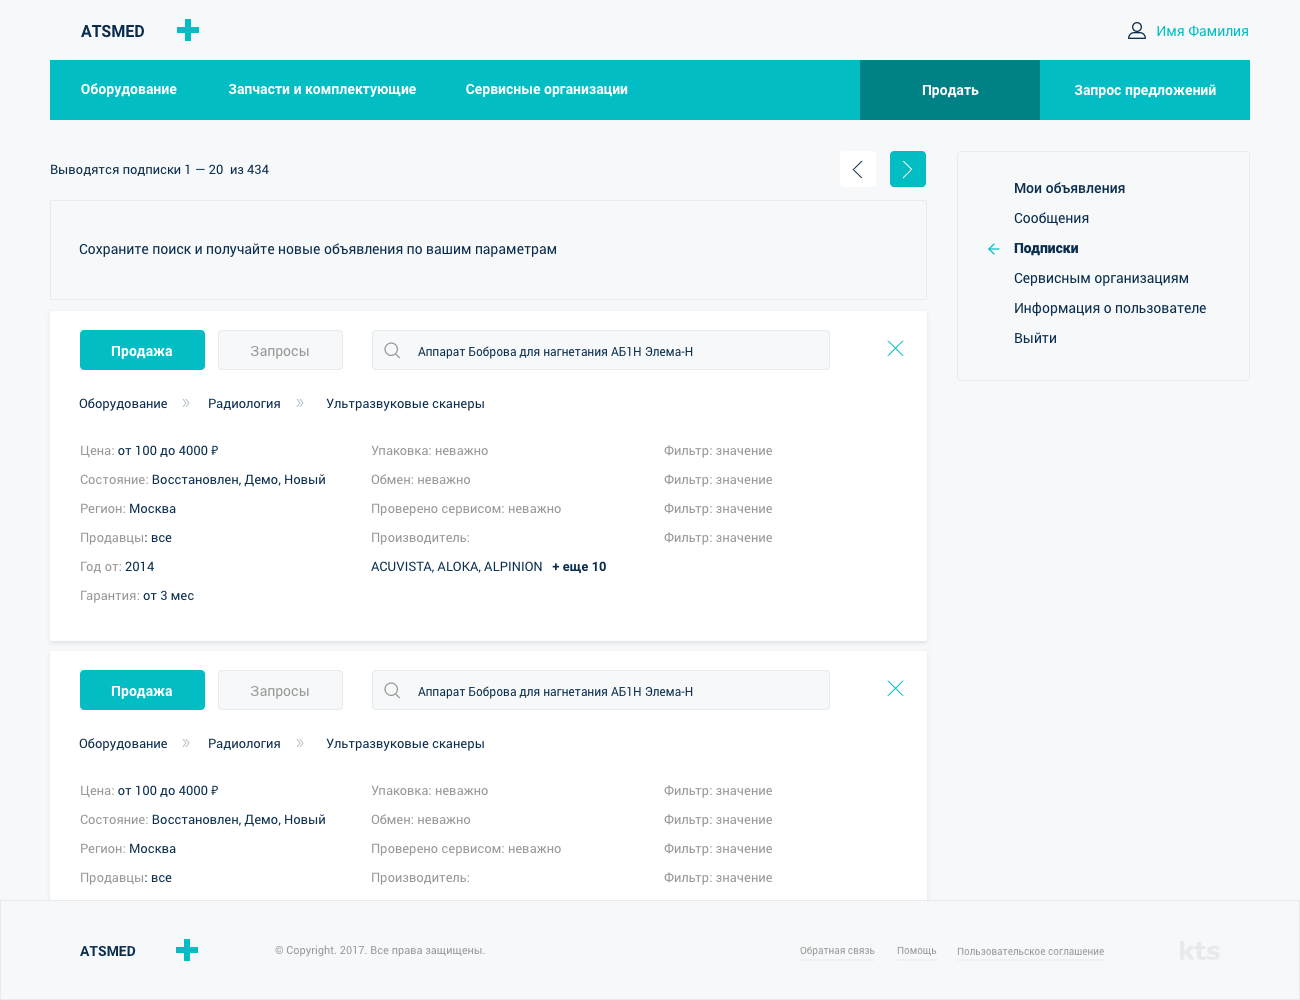 ATSMED
Имя Фамилия
Оборудование
Запчасти и комплектующие
Сервисные организации
Продать
Запрос предложений
Выводятся подписки 1 — 20 из 434
Сохраните поиск и получайте новые объявления по вашим параметрам
Мои объявления
Сообщения
Подписки
Сервисным организациям
Информация о пользователе
Выйти
Продажа
Запросы
Аппарат Боброва для нагнетания АБ1Н Элема-Н
Оборудование » Радиология » Ультразвуковые сканеры
Цена: от 100 до 4000 ₽
Состояние: Восстановлен, Демо, Новый
Регион: Москва
Продавцы: все
Год от: 2014
Гарантия: от 3 мес
Упаковка: неважно
Обмен: неважно
Проверено сервисом: неважно
Производитель:
ACUVISTA, ALOKA, ALPINION + еще 10
Фильтр: значение
Фильтр: значение
Фильтр: значение
Фильтр: значение
Продажа
Запросы
Аппарат Боброва для нагнетания АБ1Н Элема-Н
Оборудование » Радиология » Ультразвуковые сканеры
Цена: от 100 до 4000 ₽
Состояние: Восстановлен, Демо, Новый
Регион: Москва
Продавцы: все
Упаковка: неважно
Обмен: неважно
Проверено сервисом: неважно
Производитель:
Фильтр: значение
Фильтр: значение
Фильтр: значение
Фильтр: значение
ATSMED
© Copyright. 2017. Все права защищены.
Обратная связь
Помощь
Пользовательское соглашение
kts